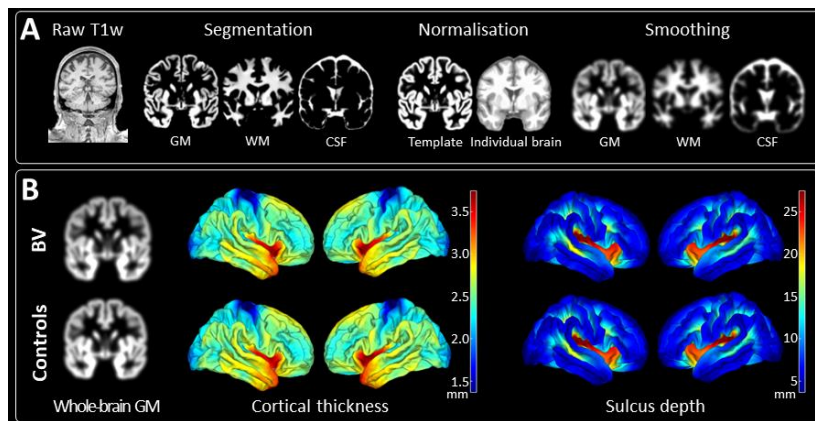 A
Raw T1w
Segmentation
Normalisation
Smoothing
GM
WM
CSF
Template
Individual brain
GM
WM
CSF
B
BV
Controls
3.5
3.0
2.5
2.0
1.5
mm
25
20
15
10
5
mm
Whole-brain GM
Cortical thickness
Sulcus depth